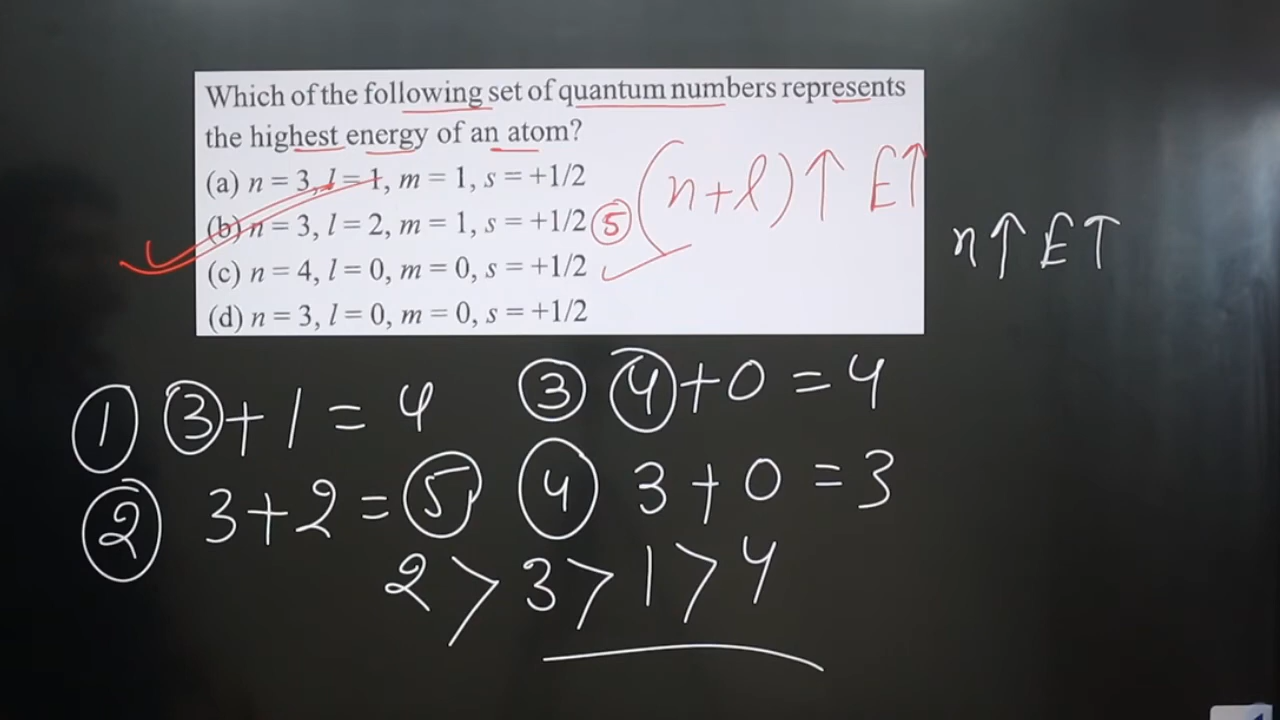 Which of the following set of quantum numbers represents
the highest energy of an atom?
(a) n = 3, l = 1, m = 1, s = +1/2
(b) n = 3, l = 2, m = 1, s = +1/2 ⑤ (n+l)↑ E↑
(c) n = 4, l = 0, m = 0, s = +1/2
(d) n = 3, l = 0, m = 0, s = +1/2
n↑ E↑
① 3+1=4
② 3+2=5
③ 4+0=4
④ 3+0=3
2>3>1>4